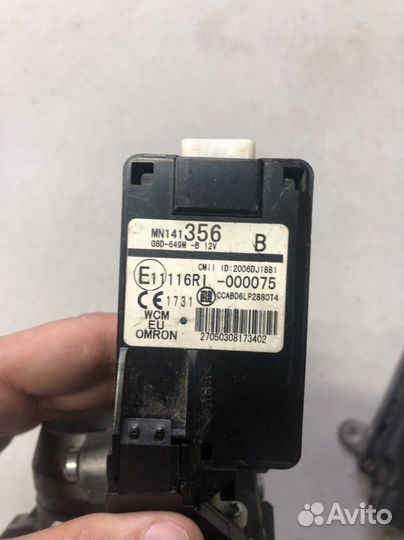 MN141356
G8D-649M -B 12V
B
CMII ID:2006DJ1881
E11116RI -000075
CE 1731
CCAB06LP2880T4
WCM
EU
OMRON
27050308173402
Avito